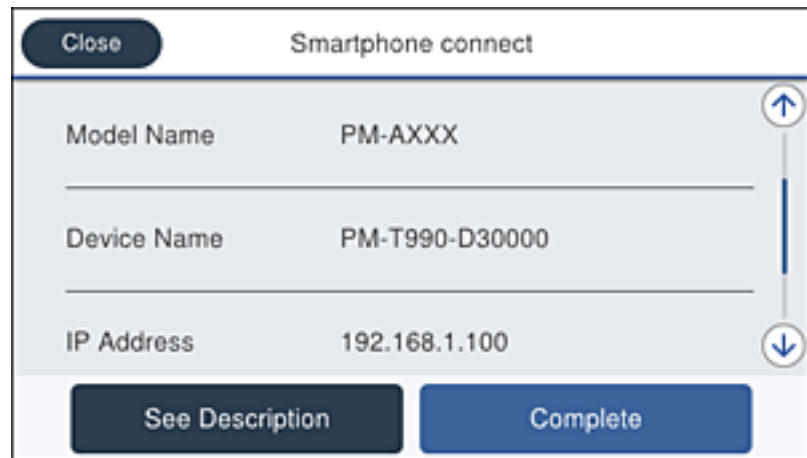 Close Smartphone connect
Model Name PM-AXXX
Device Name PM-T990-D30000
IP Address 192.168.1.100
See Description Complete